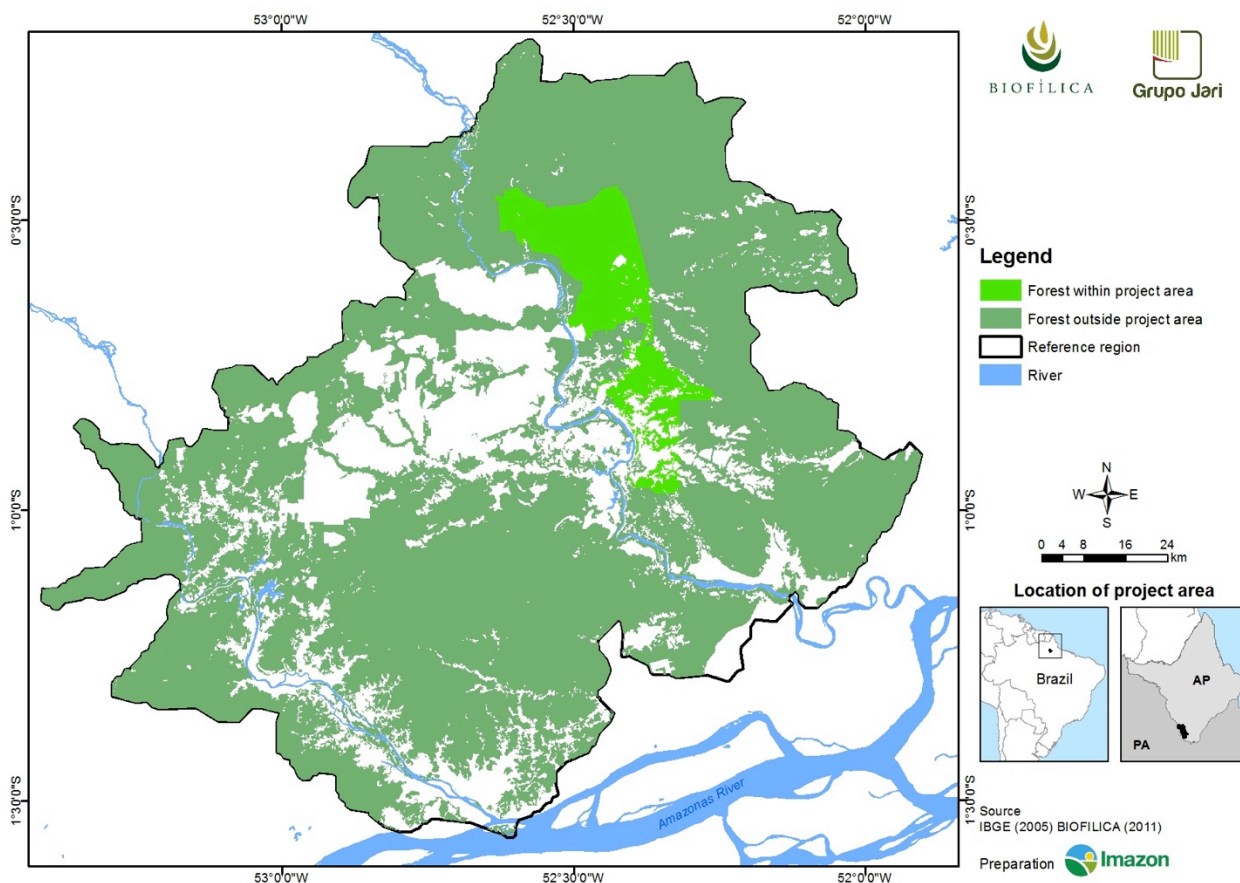 53°0'0"W
52°30'0"W
52°0'0"W
BIOFÍLICA
Grupo Jari
0°30'0"S
0°30'0"S
Legend
Forest within project area
Forest outside project area
Reference region
River
N
W E
S
1°0'0"S
1°0'0"S
0 4 8 16 24
km
Location of project area
Brazil
AP
PA
Amazonas River
1°30'0"S
1°30'0"S
Source
IBGE (2005) BIOFILICA (2011)
Preparation Imazon
53°0'0"W
52°30'0"W
52°0'0"W